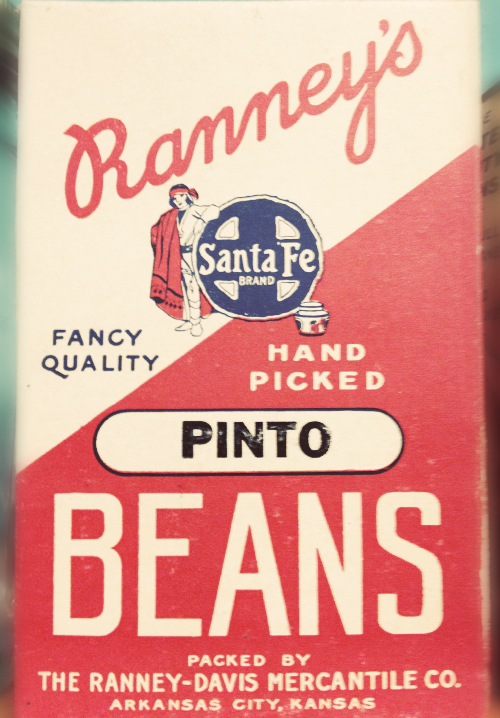 Ranney's
Santa Fe
BRAND
FANCY
QUALITY
HAND
PICKED
PINTO
BEANS
PACKED BY
THE RANNEY-DAVIS MERCANTILE CO.
ARKANSAS CITY, KANSAS